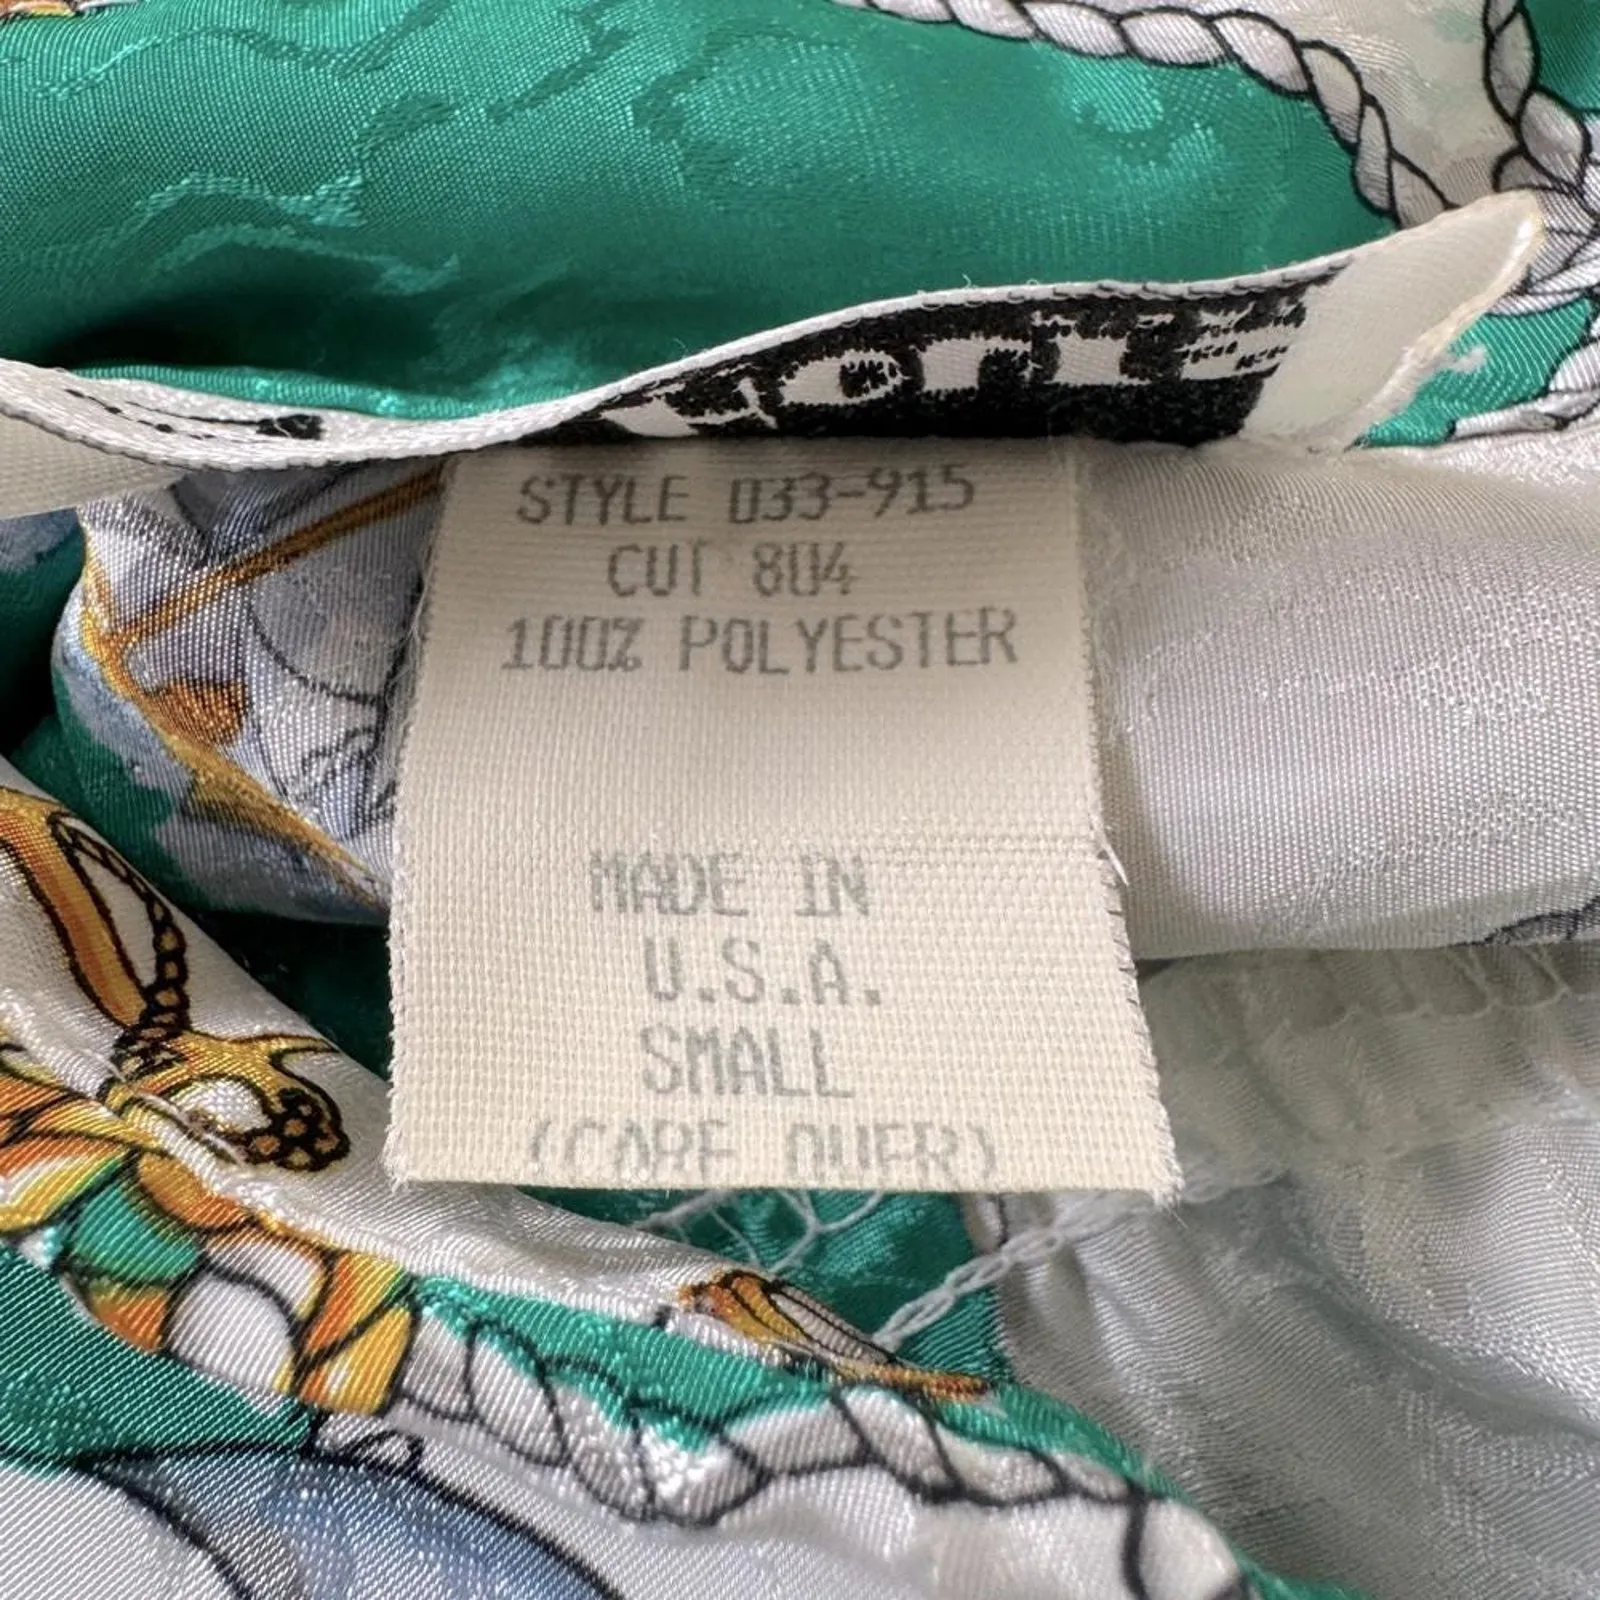 STYLE 033-915
CUT 804
100% POLYESTER
MADE IN
U.S.A.
SMALL
(CARE OVER)